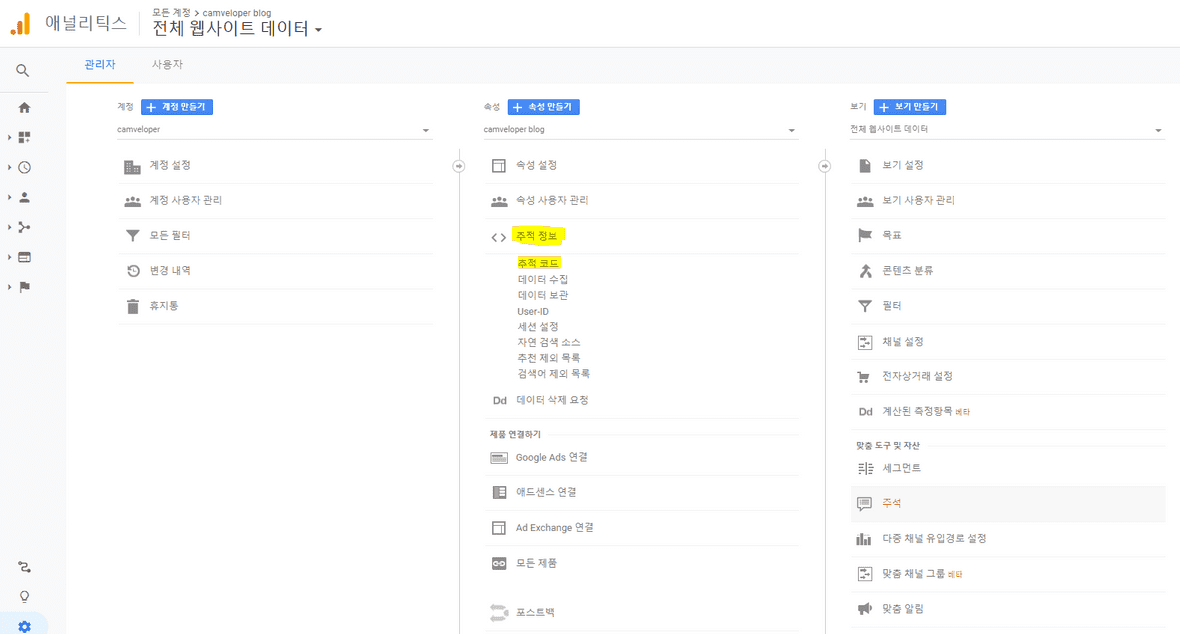 애널리틱스
모든 계정 > camveloper blog
전체 웹사이트 데이터
관리자
사용자
계정
+ 계정 만들기
camveloper
계정 설정
계정 사용자 관리
모든 필터
변경 내역
휴지통
속성
+ 속성 만들기
camveloper blog
속성 설정
속성 사용자 관리
<> 추적 정보
추적 코드
데이터 수집
데이터 보관
User-ID
세션 설정
자연 검색 소스
추천 제외 목록
검색어 제외 목록
Dd 데이터 삭제 요청
제품 연결하기
Google Ads 연결
애드센스 연결
Ad Exchange 연결
모든 제품
포스트백
보기
+ 보기 만들기
전체 웹사이트 데이터
보기 설정
보기 사용자 관리
목표
콘텐츠 분류
필터
채널 설정
전자상거래 설정
Dd 계산된 측정항목 베타
맞춤 도구 및 자산
세그먼트
주석
다중 채널 유입경로 설정
맞춤 채널 그룹 베타
맞춤 알림